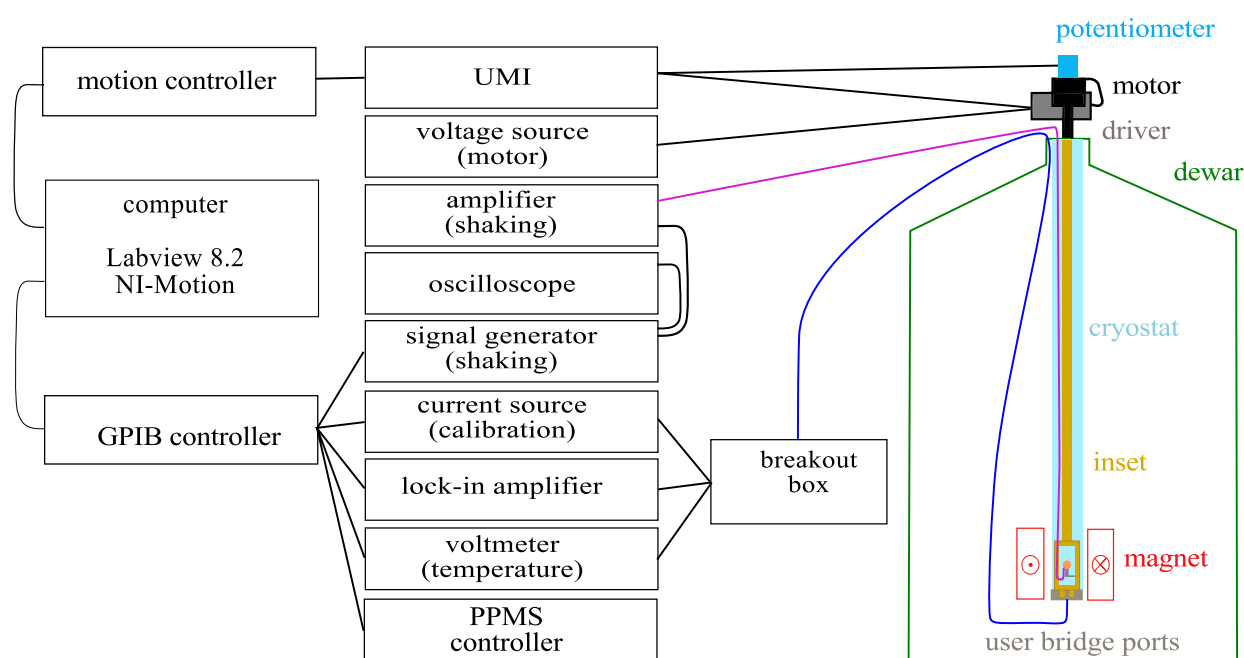 potentiometer
motion controller
UMI
motor
voltage source
(motor)
driver
dewar
computer
Labview 8.2
NI-Motion
amplifier
(shaking)
oscilloscope
signal generator
(shaking)
cryostat
GPIB controller
current source
(calibration)
lock-in amplifier
voltmeter
(temperature)
PPMS
controller
breakout
box
inset
magnet
user bridge ports